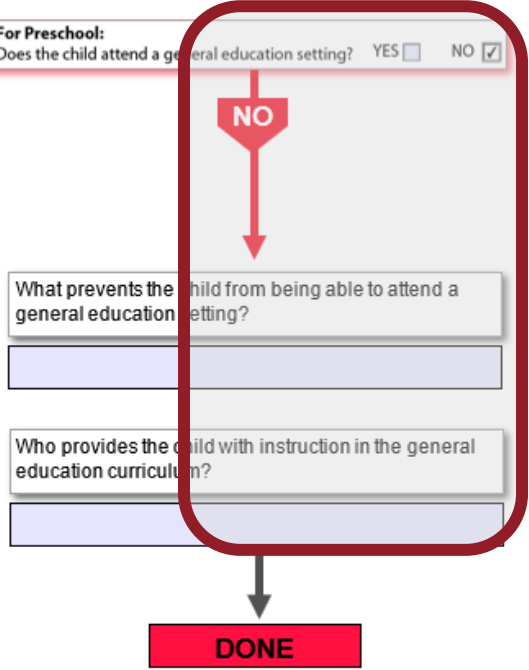 For Preschool:
Does the child attend a general education setting? YES NO
NO
What prevents the child from being able to attend a
general education setting?
Who provides the child with instruction in the general
education curriculum?
DONE